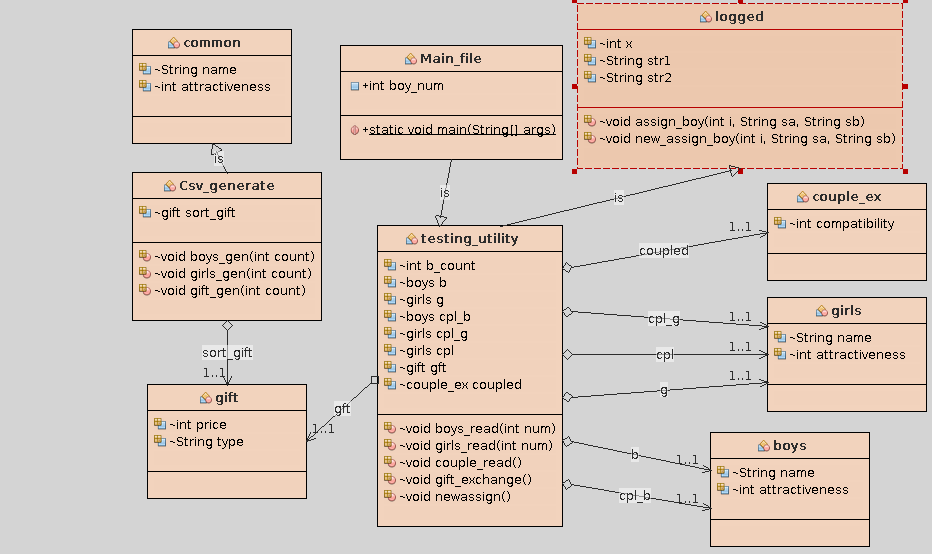 common
~String name
~int attractiveness
Main_file
+int boy_num
+static void main(String[] args)
logged
~int x
~String str1
~String str2
~void assign_boy(int i, String sa, String sb)
~void new_assign_boy(int i, String sa, String sb)
is
is
is
Csv_generate
~gift sort_gift
~void boys_gen(int count)
~void girls_gen(int count)
~void gift_gen(int count)
sort_gift
1..1
gift
~int price
~String type
gft
1..1
testing_utility
~int b_count
~boys b
~girls g
~boys cpl_b
~girls cpl_g
~girls cpl
~gift gft
~couple_ex coupled
~void boys_read(int num)
~void girls_read(int num)
~void couple_read()
~void gift_exchange()
~void newassign()
coupled
1..1
couple_ex
~int compatibility
cpl_g
1..1
cpl
1..1
g
1..1
girls
~String name
~int attractiveness
b
1..1
cpl_b
1..1
boys
~String name
~int attractiveness